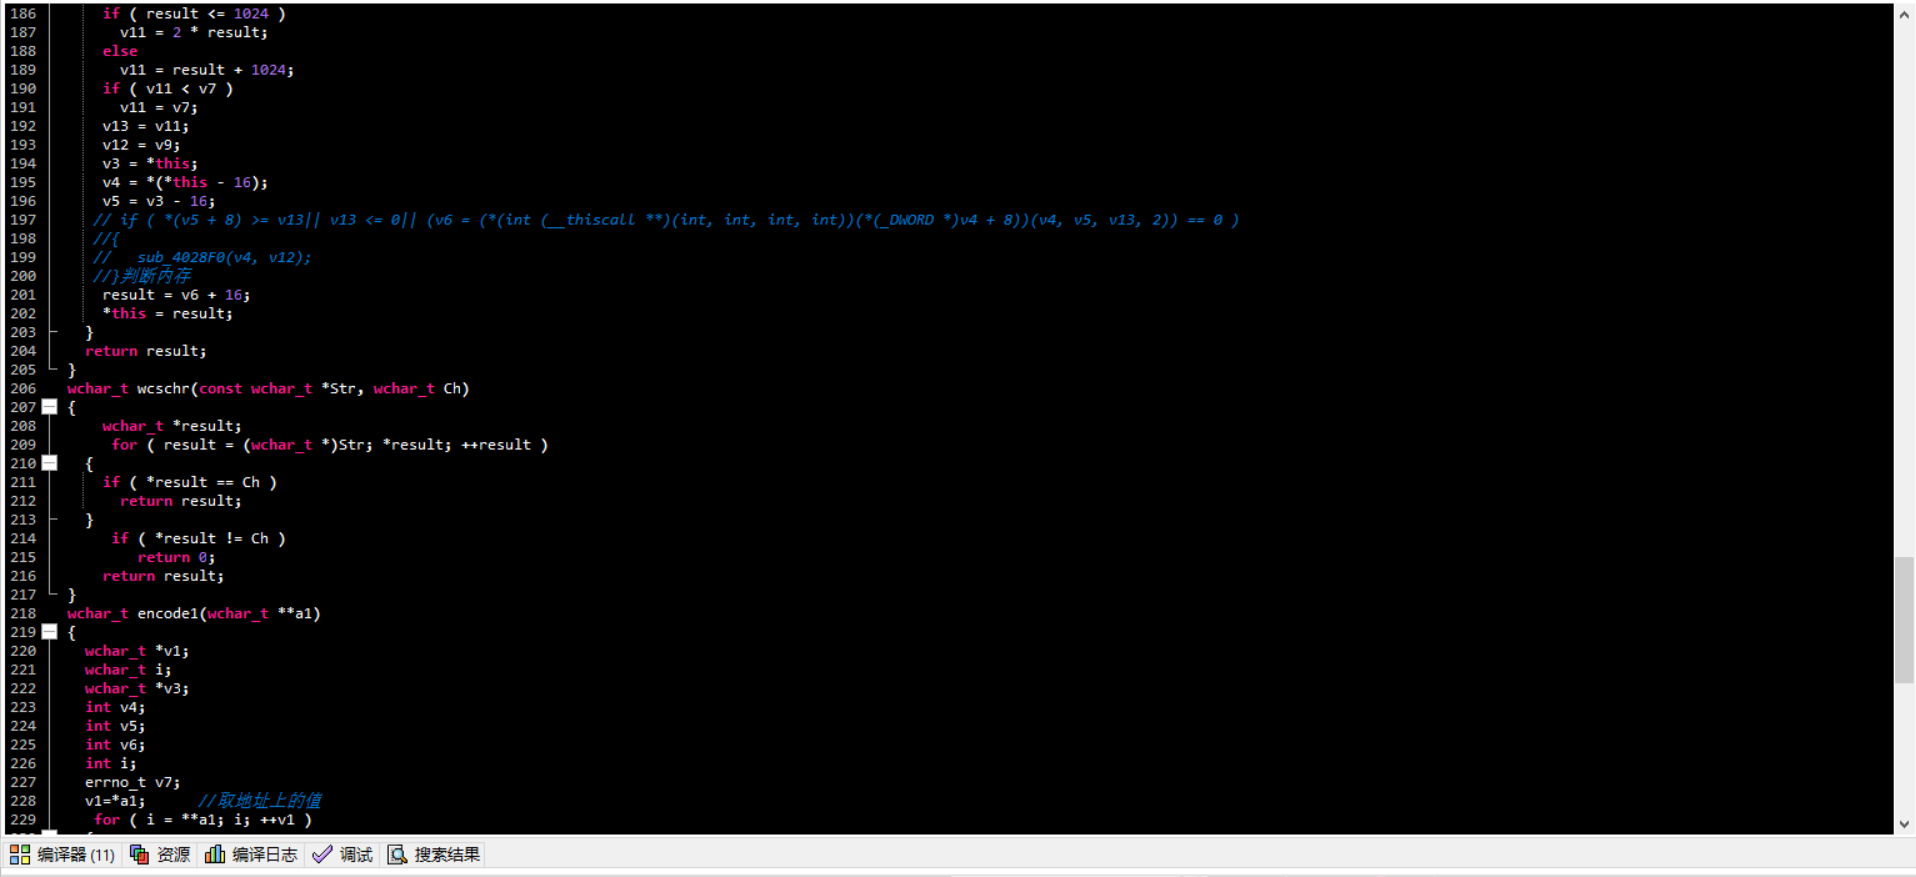 186 if ( result <= 1024 )
187 v11 = 2 * result;
188 else
189 v11 = result + 1024;
190 if ( v11 < v7 )
191 v11 = v7;
192 v13 = v11;
193 v12 = v9;
194 v3 = *this;
195 v4 = *(*this - 16);
196 v5 = v3 - 16;
197 // if ( *(v5 + 8) >= v13|| v13 <= 0|| (v6 = (*(int (__thiscall **)(int, int, int, int))(*(_DWORD *)v4 + 8))(v4, v5, v13, 2)) == 0 )
198 //{
199 // sub_4028F0(v4, v12);
200 //}判断内存
201 result = v6 + 16;
202 *this = result;
203 }
204 return result;
205 }
206 wchar_t wcschr(const wchar_t *Str, wchar_t Ch)
207 {
208 wchar_t *result;
209 for ( result = (wchar_t *)Str; *result; ++result )
210 {
211 if ( *result == Ch )
212 return result;
213 }
214 if ( *result != Ch )
215 return 0;
216 return result;
217 }
218 wchar_t encode1(wchar_t **a1)
219 {
220 wchar_t *v1;
221 wchar_t i;
222 wchar_t *v3;
223 int v4;
224 int v5;
225 int v6;
226 int i;
227 errno_t v7;
228 v1=*a1; //取地址上的值
229 for ( i = **a1; i; ++v1 )
编译器 (11) 资源 编译日志 调试 搜索结果